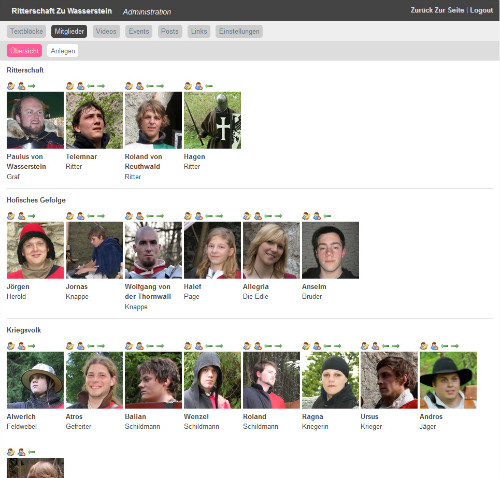 Ritterschaft Zu Wasserstein Administration Zurück Zur Seite | Logout
Textblöcke Mitglieder Videos Events Posts Links Einstellungen
Übersicht Anlegen
Ritterschaft
Paulus von Wasserstein
Graf
Telemnar
Ritter
Roland von Reuthwald
Ritter
Hagen
Ritter
Hofisches Gefolge
Jörgen
Herold
Jornas
Knappe
Wolfgang von der Thornwall
Knappe
Halef
Page
Allegria
Die Edle
Anselm
Bruder
Kriegsvolk
Alwerich
Feldwebel
Atros
Gefreiter
Balian
Schildmann
Wenzel
Schildmann
Roland
Schildmann
Ragna
Kriegerin
Ursus
Krieger
Andros
Jäger